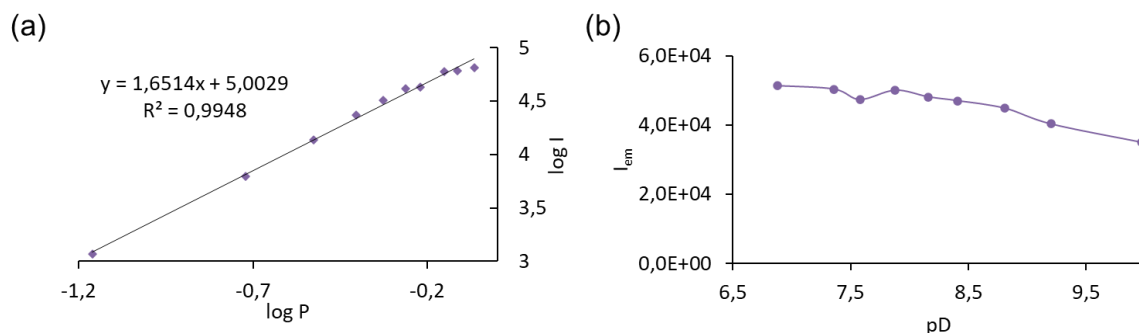 (a)
y = 1,6514x + 5,0029
R² = 0,9948
5
4,5
4
3,5
3
log I
-1,2
-0,7
-0,2
log P
(b)
6,0E+04
4,0E+04
2,0E+04
0,0E+00
I_em
6,5
7,5
8,5
9,5
pD